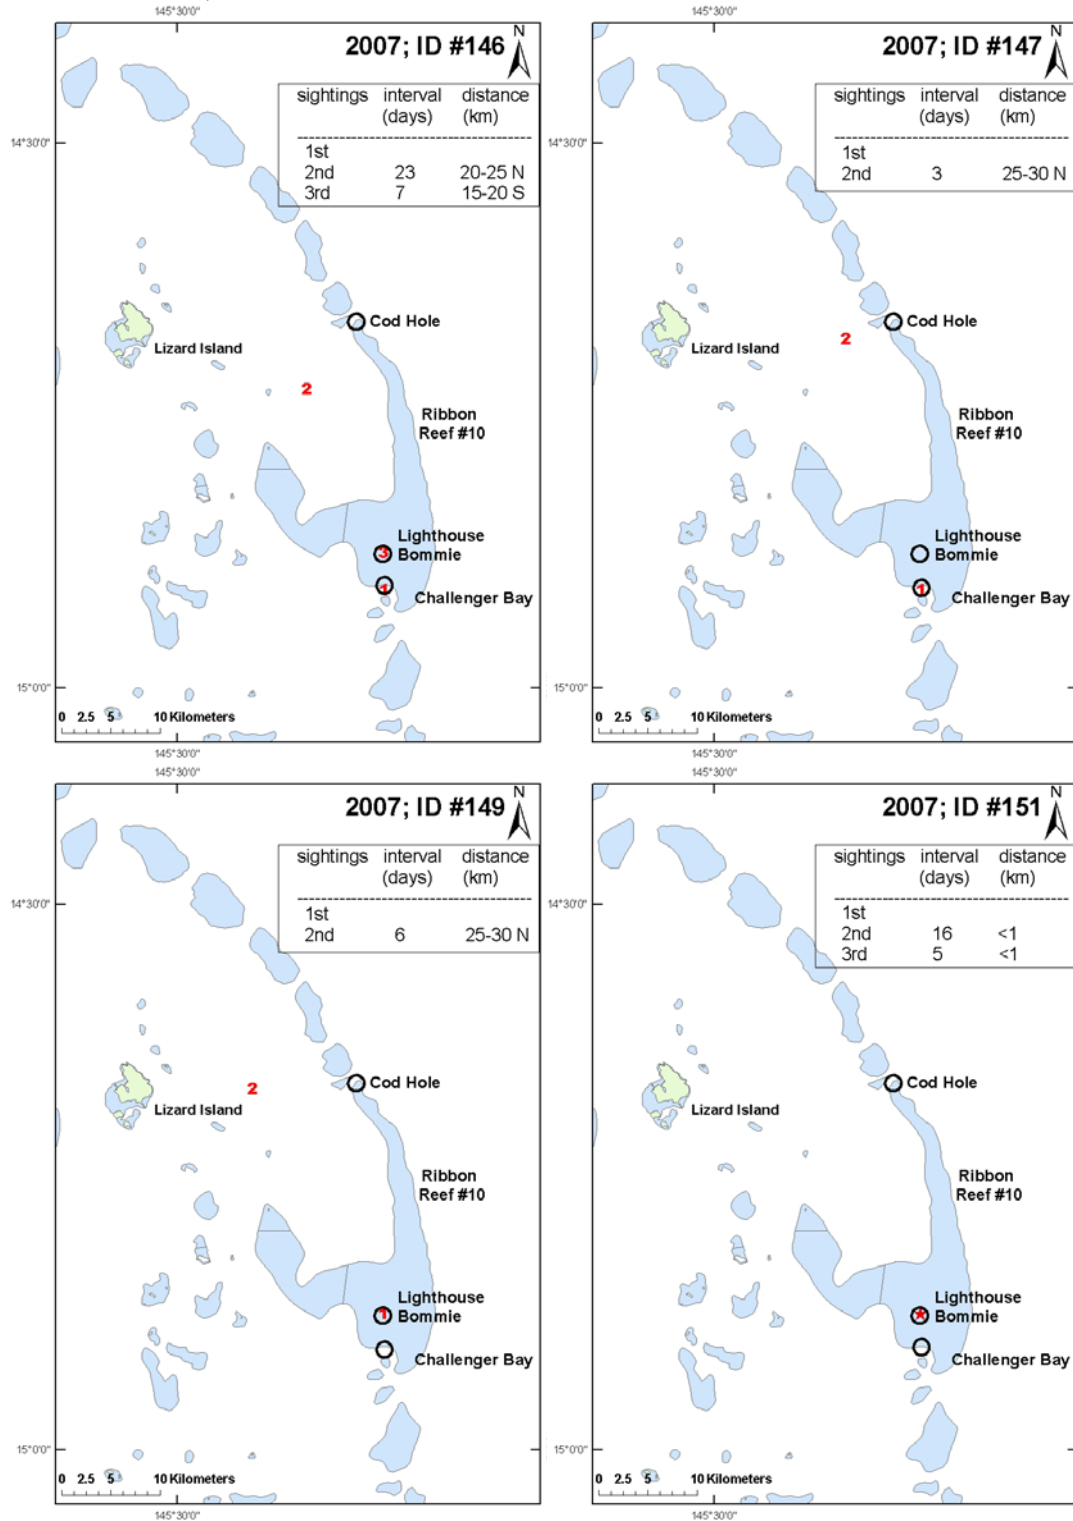 145°30'0"
2007; ID #146
N
sightings interval distance
(days) (km)
1st
2nd 23 20-25 N
3rd 7 15-20 S
14°30'0"
Cod Hole
Lizard Island
2
Ribbon
Reef #10
Lighthouse
3 Bommie
1
Challenger Bay
15°0'0"
0 2.5 5 10 Kilometers
145°30'0"
145°30'0"
2007; ID #147
N
sightings interval distance
(days) (km)
1st
2nd 3 25-30 N
14°30'0"
Cod Hole
2
Lizard Island
Ribbon
Reef #10
Lighthouse
Bommie
1
Challenger Bay
15°0'0"
0 2.5 5 10 Kilometers
145°30'0"
145°30'0"
2007; ID #149
N
sightings interval distance
(days) (km)
1st
2nd 6 25-30 N
14°30'0"
Cod Hole
2
Lizard Island
Ribbon
Reef #10
Lighthouse
1 Bommie
Challenger Bay
15°0'0"
0 2.5 5 10 Kilometers
145°30'0"
145°30'0"
2007; ID #151
N
sightings interval distance
(days) (km)
1st
2nd 16 <1
3rd 5 <1
14°30'0"
Cod Hole
Lizard Island
Ribbon
Reef #10
Lighthouse
Bommie
Challenger Bay
15°0'0"
0 2.5 5 10 Kilometers
145°30'0"